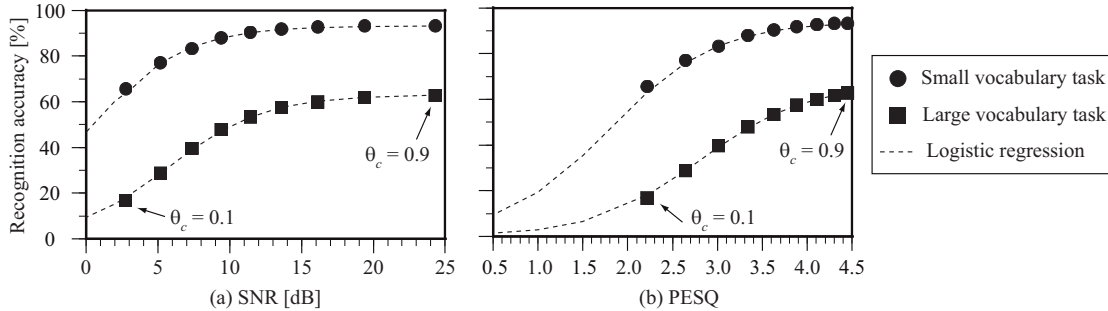 Recognition accuracy [%]
100
80
60
40
20
0
θc = 0.9
θc = 0.1
0 5 10 15 20 25
(a) SNR [dB]
θc = 0.9
θc = 0.1
0.5 1.0 1.5 2.0 2.5 3.0 3.5 4.0 4.5
(b) PESQ
Small vocabulary task
Large vocabulary task
Logistic regression